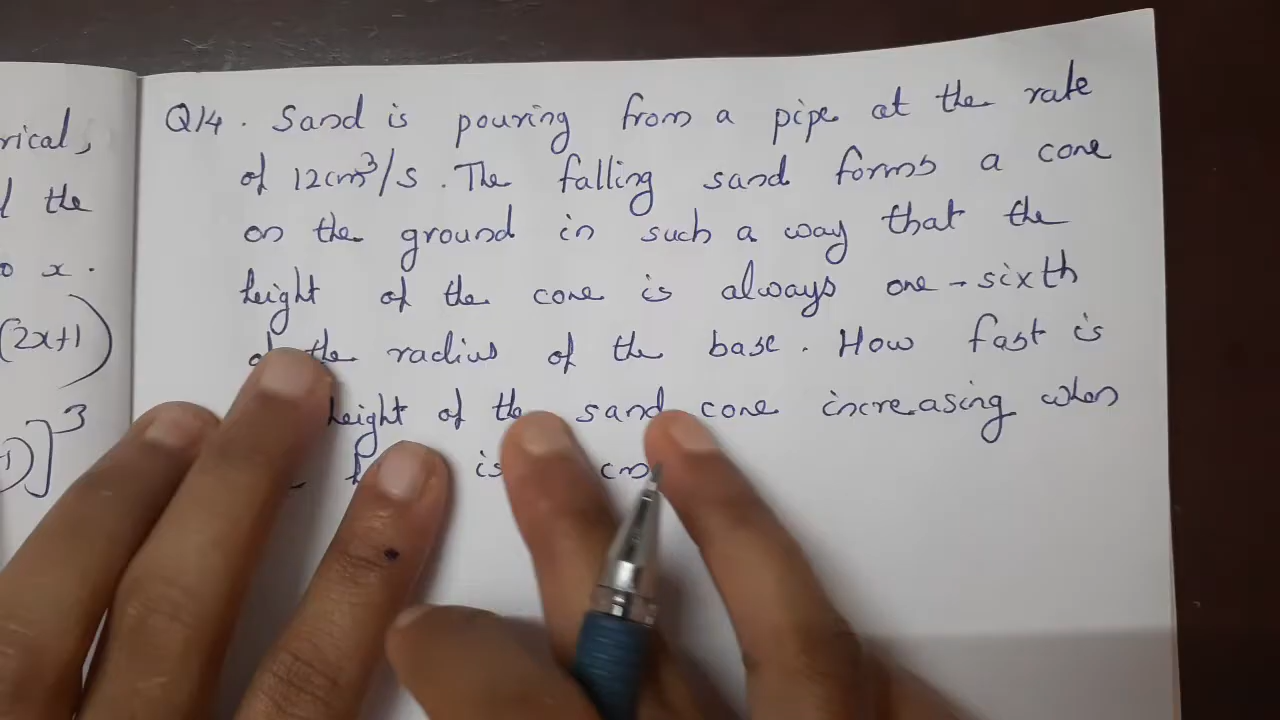 rical,
the
x.
(2x+1)
]³
Q14. Sand is pouring from a pipe at the rate
of 12cm³/s. The falling sand forms a cone
on the ground in such a way that the
height of the cone is always one-sixth
of the radius of the base. How fast is
height of the sand cone increasing when
is cm